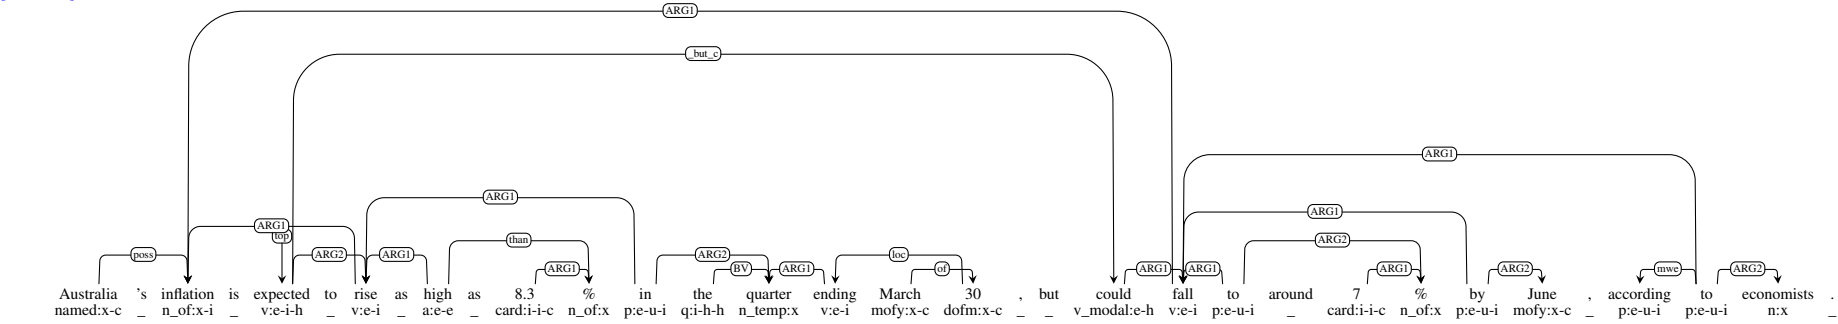 ARG1
_but_c
ARG1
ARG1 ARG1
ARG1 top than ARG2
poss ARG2 ARG1 ARG2 loc
ARG1 BV ARG1 of ARG1 ARG1 ARG1 ARG2 mwe ARG2
Australia 's inflation is expected to rise as high as 8.3 % in the quarter ending March 30 , but could fall to around 7 % by June , according to economists .
named:x-c _ n_of:x-i _ v:e-i-h _ v:e-i _ a:e-e _ card:i-i-c n_of:x p:e-u-i q:i-h-h n_temp:x v:e-i mofy:x-c dofm:x-c _ _ v_modal:e-h v:e-i p:e-u-i _ card:i-i-c n_of:x p:e-u-i mofy:x-c _ p:e-u-i p:e-u-i n:x _